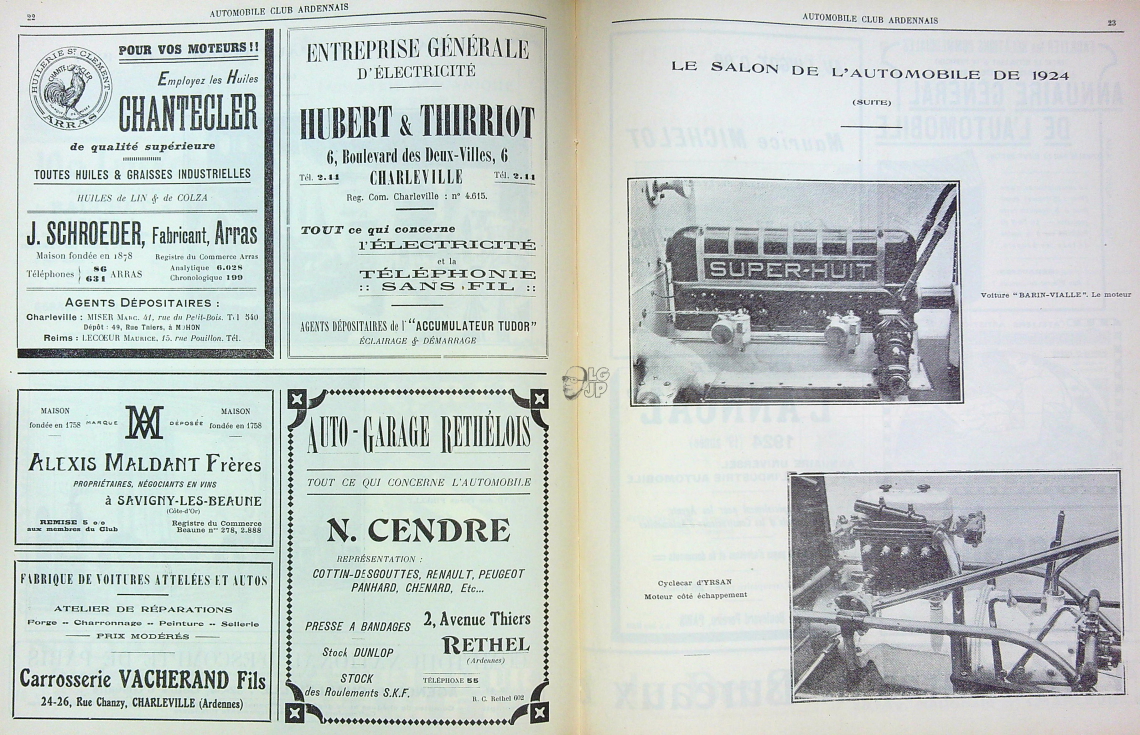 22
AUTOMOBILE CLUB ARDENNAIS
HUILERIE ST CLEMENT
CHANTECLER
ARRAS
POUR VOS MOTEURS !!
Employez les Huiles
CHANTECLER
de qualité supérieure
TOUTES HUILES & GRAISSES INDUSTRIELLES
HUILES de LIN & de COLZA
J. SCHROEDER, Fabricant, Arras
Maison fondée en 1878
Téléphones } 86 631 ARRAS
Registre du Commerce Arras
Analytique 6.028
Chronologique 199
AGENTS DÉPOSITAIRES :
Charleville : MISER MARC. 41, rue du Petit-Bois. Tél 340
Dépôt : 49, Rue Thiers, à MOHON
Reims : LECŒUR MAURICE, 15, rue Pouillon. Tél.
ENTREPRISE GÉNÉRALE
D'ÉLECTRICITÉ
HUBERT & THIRRIOT
6, Boulevard des Deux-Villes, 6
Tél. 2.11 CHARLEVILLE Tél. 2.11
Reg. Com. Charleville : n° 4.615.
TOUT ce qui concerne
l'ÉLECTRICITÉ
et la
TÉLÉPHONIE
:: SANS FIL ::
AGENTS DÉPOSITAIRES de l' "ACCUMULATEUR TUDOR"
ÉCLAIRAGE & DÉMARRAGE
MAISON
fondée en 1758
MARQUE
AM
DÉPOSÉE
MAISON
fondée en 1758
ALEXIS MALDANT Frères
PROPRIÉTAIRES, NÉGOCIANTS EN VINS
à SAVIGNY-LES-BEAUNE
(Côte-d'Or)
REMISE 5 o/o
aux membres du Club
Registre du Commerce
Beaune nos 278, 2.888
FABRIQUE DE VOITURES ATTELÉES ET AUTOS
ATELIER DE RÉPARATIONS
Forge -- Charronnage -- Peinture -- Sellerie
PRIX MODÉRÉS
Carrosserie VACHERAND Fils
24-26, Rue Chanzy, CHARLEVILLE (Ardennes)
AUTO - GARAGE RETHÉLOIS
TOUT CE QUI CONCERNE L'AUTOMOBILE
N. CENDRE
REPRÉSENTATION :
COTTIN-DESGOUTTES, RENAULT, PEUGEOT
PANHARD, CHENARD, Etc...
PRESSE A BANDAGES
Stock DUNLOP
STOCK
des Roulements S.K.F.
2, Avenue Thiers
RETHEL
(Ardennes)
TÉLÉPHONE 55
R. C. Rethel 602
LG
JP
AUTOMOBILE CLUB ARDENNAIS
23
LE SALON DE L'AUTOMOBILE DE 1924
(SUITE)
SUPER-HUIT
Voiture "BARIN-VIALLE". Le moteur
Cyclecar d'YRSAN
Moteur côté échappement